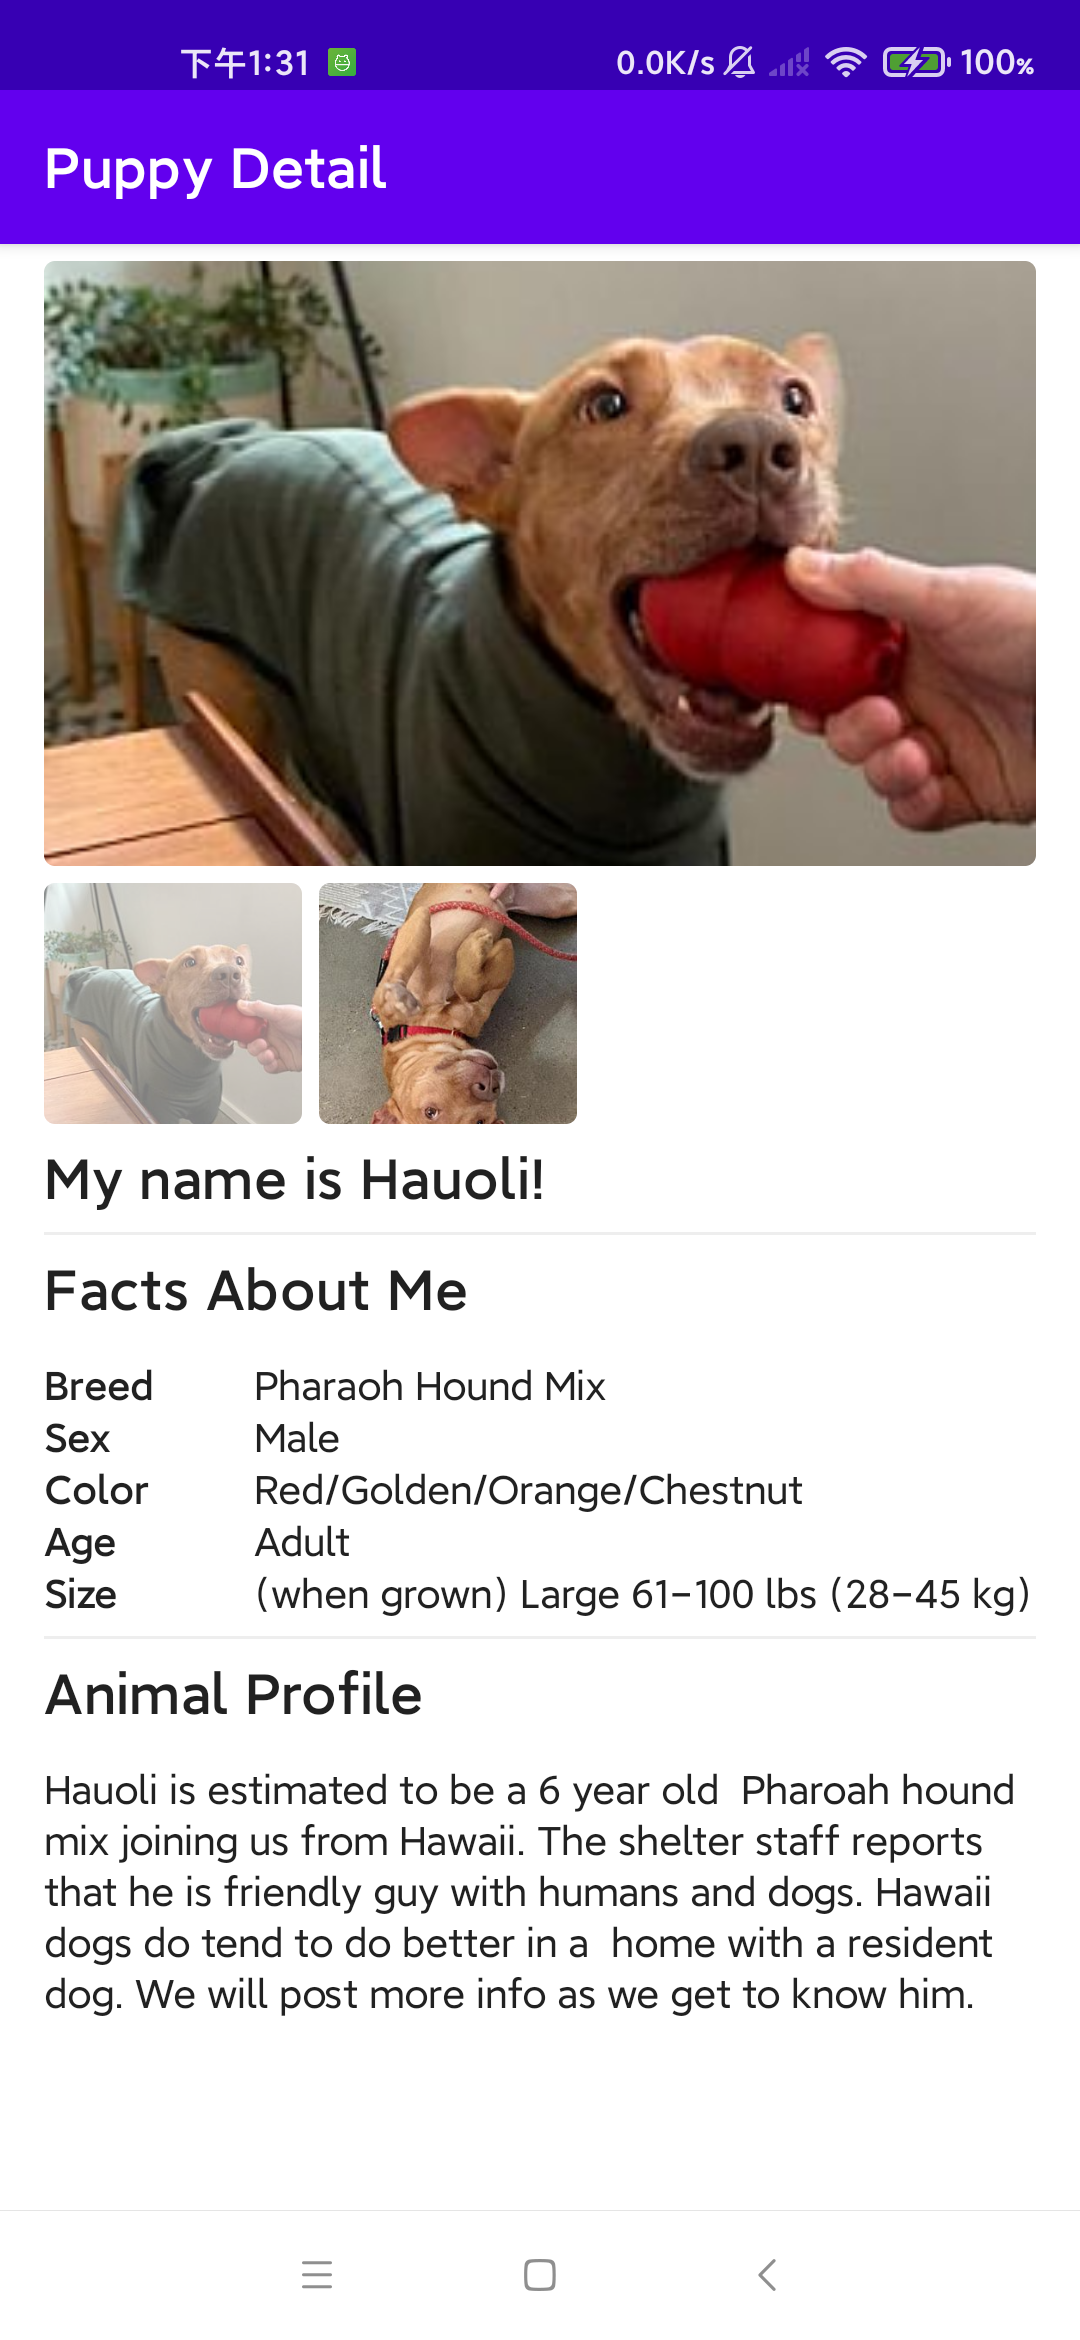 下午1:31 0.0K/s 100%
Puppy Detail
My name is Hauoli!
Facts About Me
Breed Pharaoh Hound Mix
Sex Male
Color Red/Golden/Orange/Chestnut
Age Adult
Size (when grown) Large 61-100 lbs (28-45 kg)
Animal Profile
Hauoli is estimated to be a 6 year old  Pharoah hound
mix joining us from Hawaii. The shelter staff reports
that he is friendly guy with humans and dogs. Hawaii
dogs do tend to do better in a  home with a resident
dog. We will post more info as we get to know him.